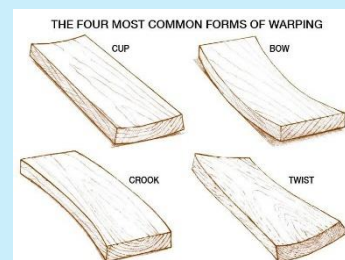 THE FOUR MOST COMMON FORMS OF WARPING
CUP
BOW
CROOK
TWIST